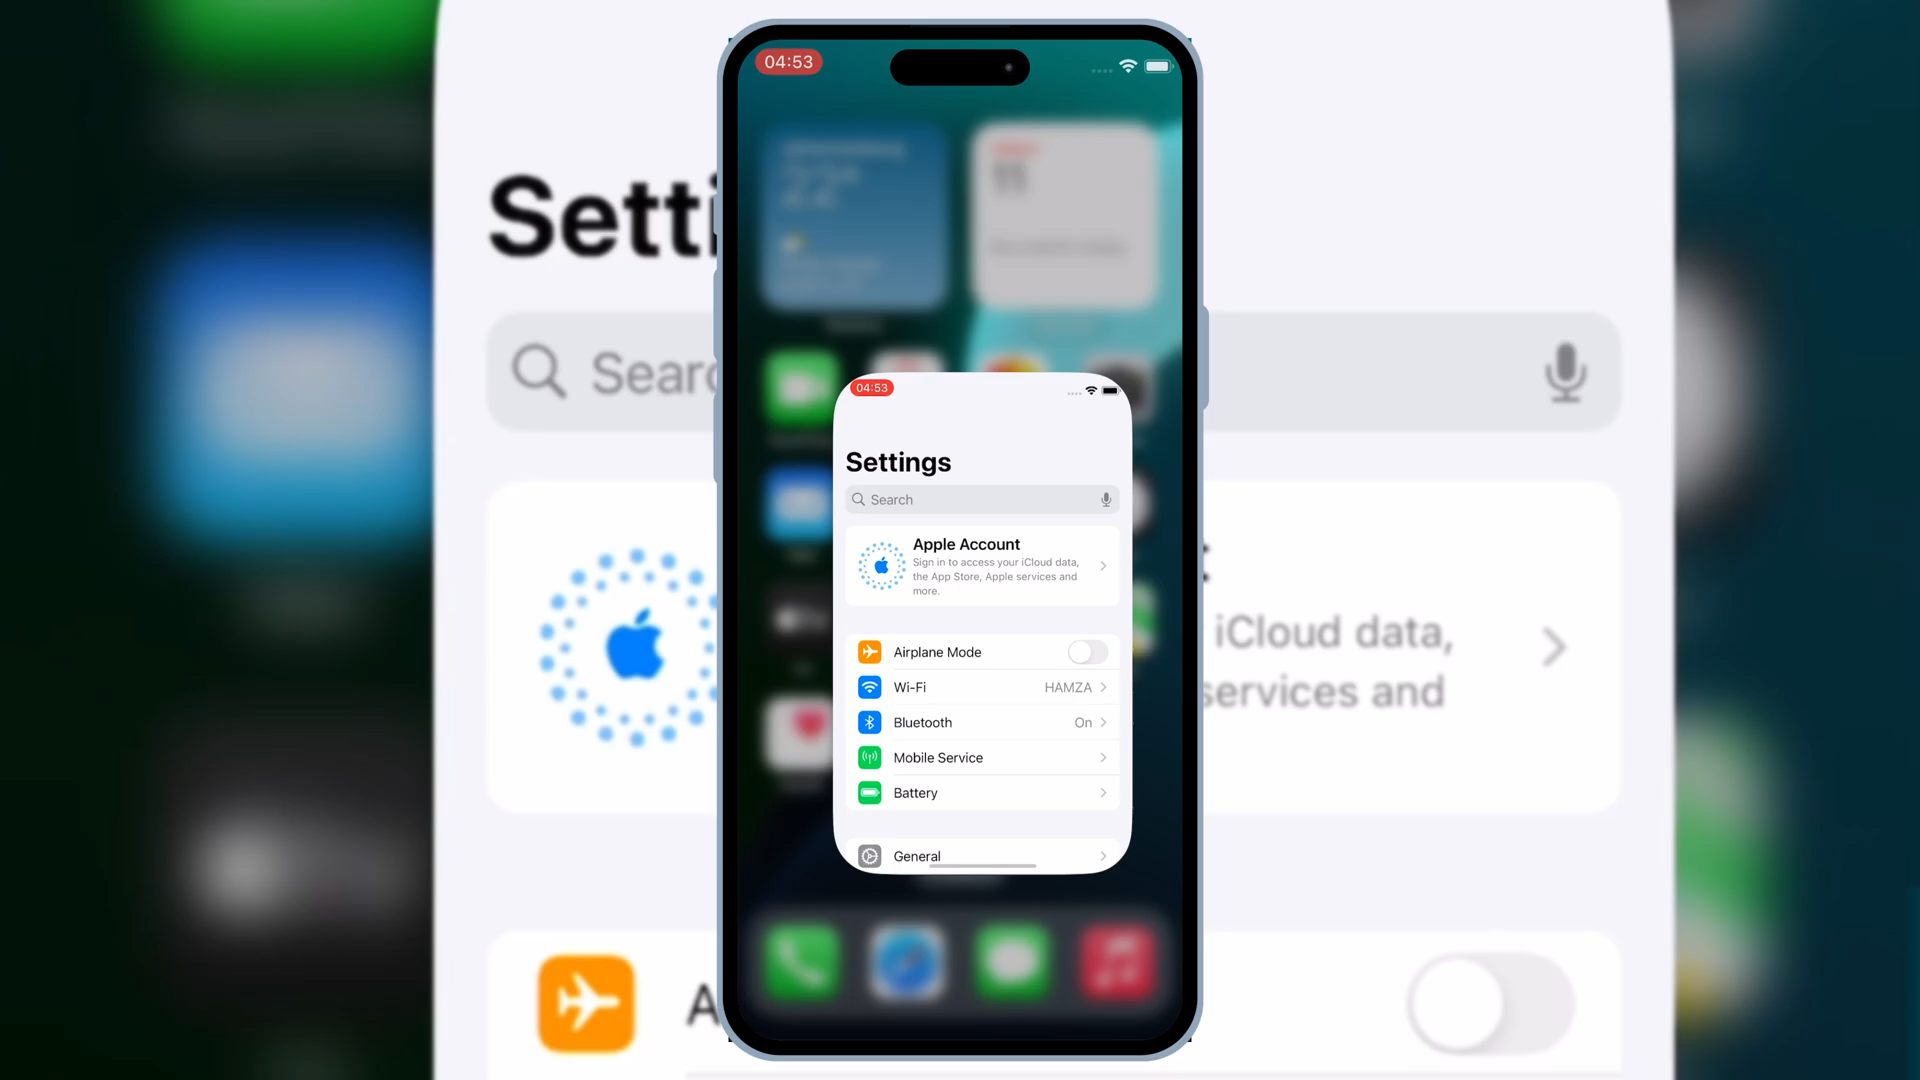 04:53
11
04:53
Settings
Search
Apple Account
Sign in to access your iCloud data,
the App Store, Apple services and
more.
Airplane Mode
Wi-Fi HAMZA
Bluetooth On
Mobile Service
Battery
General
Setti
Searc
iCloud data,
services and
A